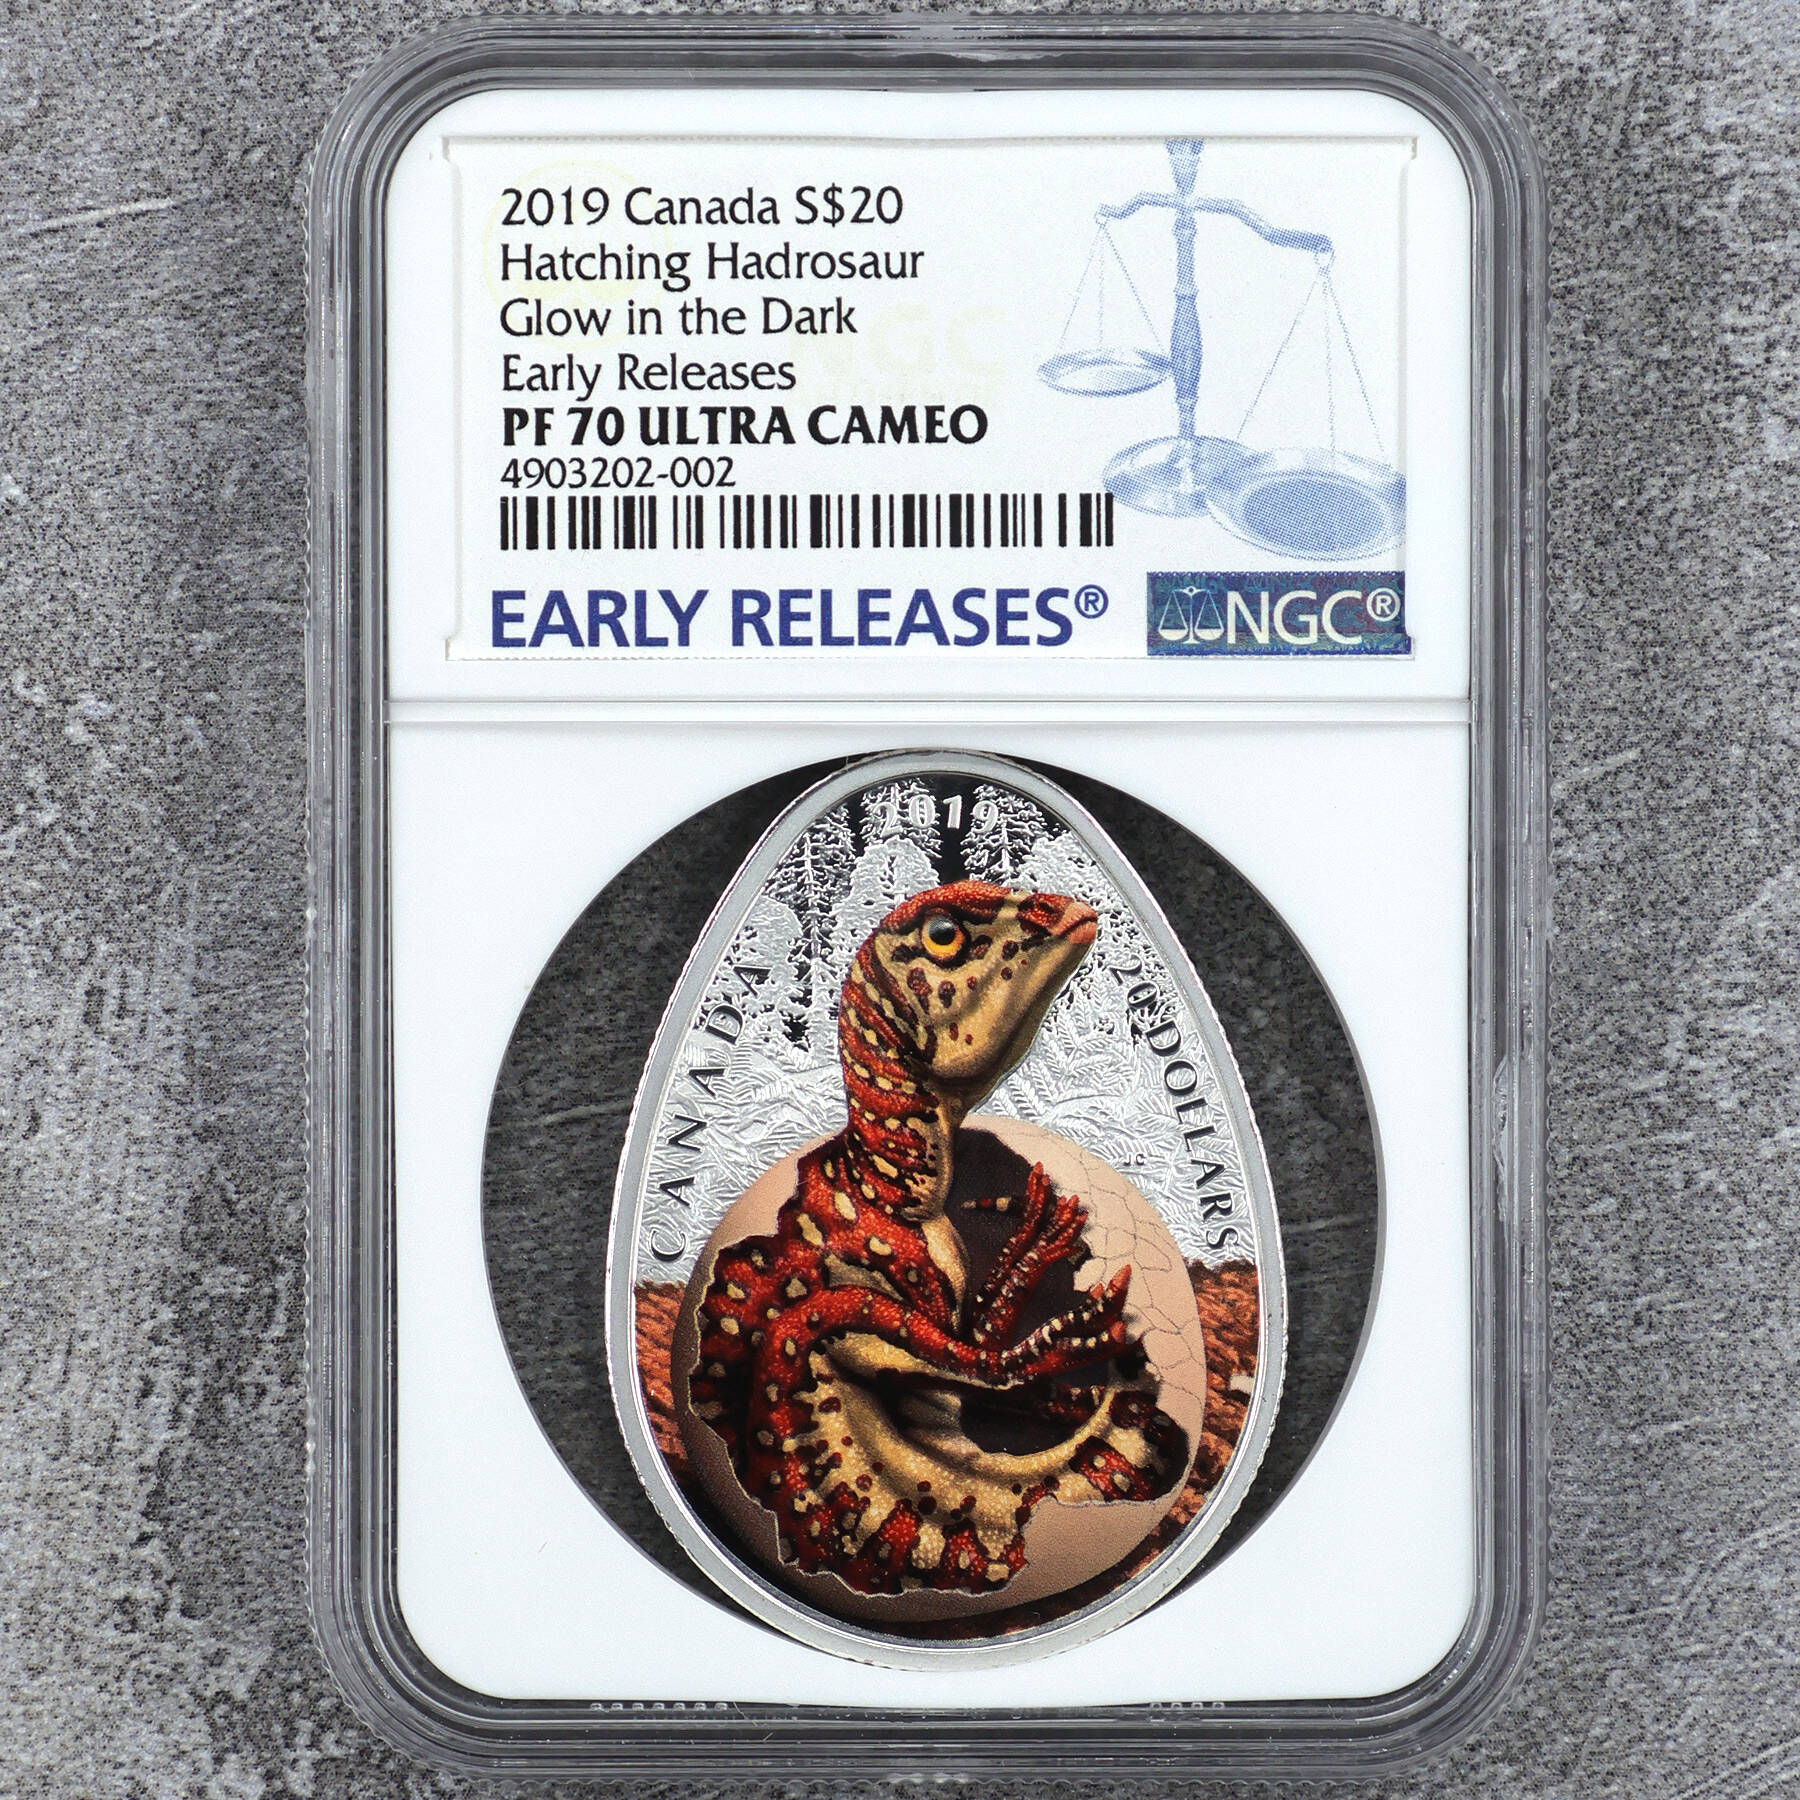 2019 Canada S$20
Hatching Hadrosaur
Glow in the Dark
Early Releases
PF 70 ULTRA CAMEO
4903202-002
EARLY RELEASES®
NGC®
2019
CANADA
20 DOLLARS
JC